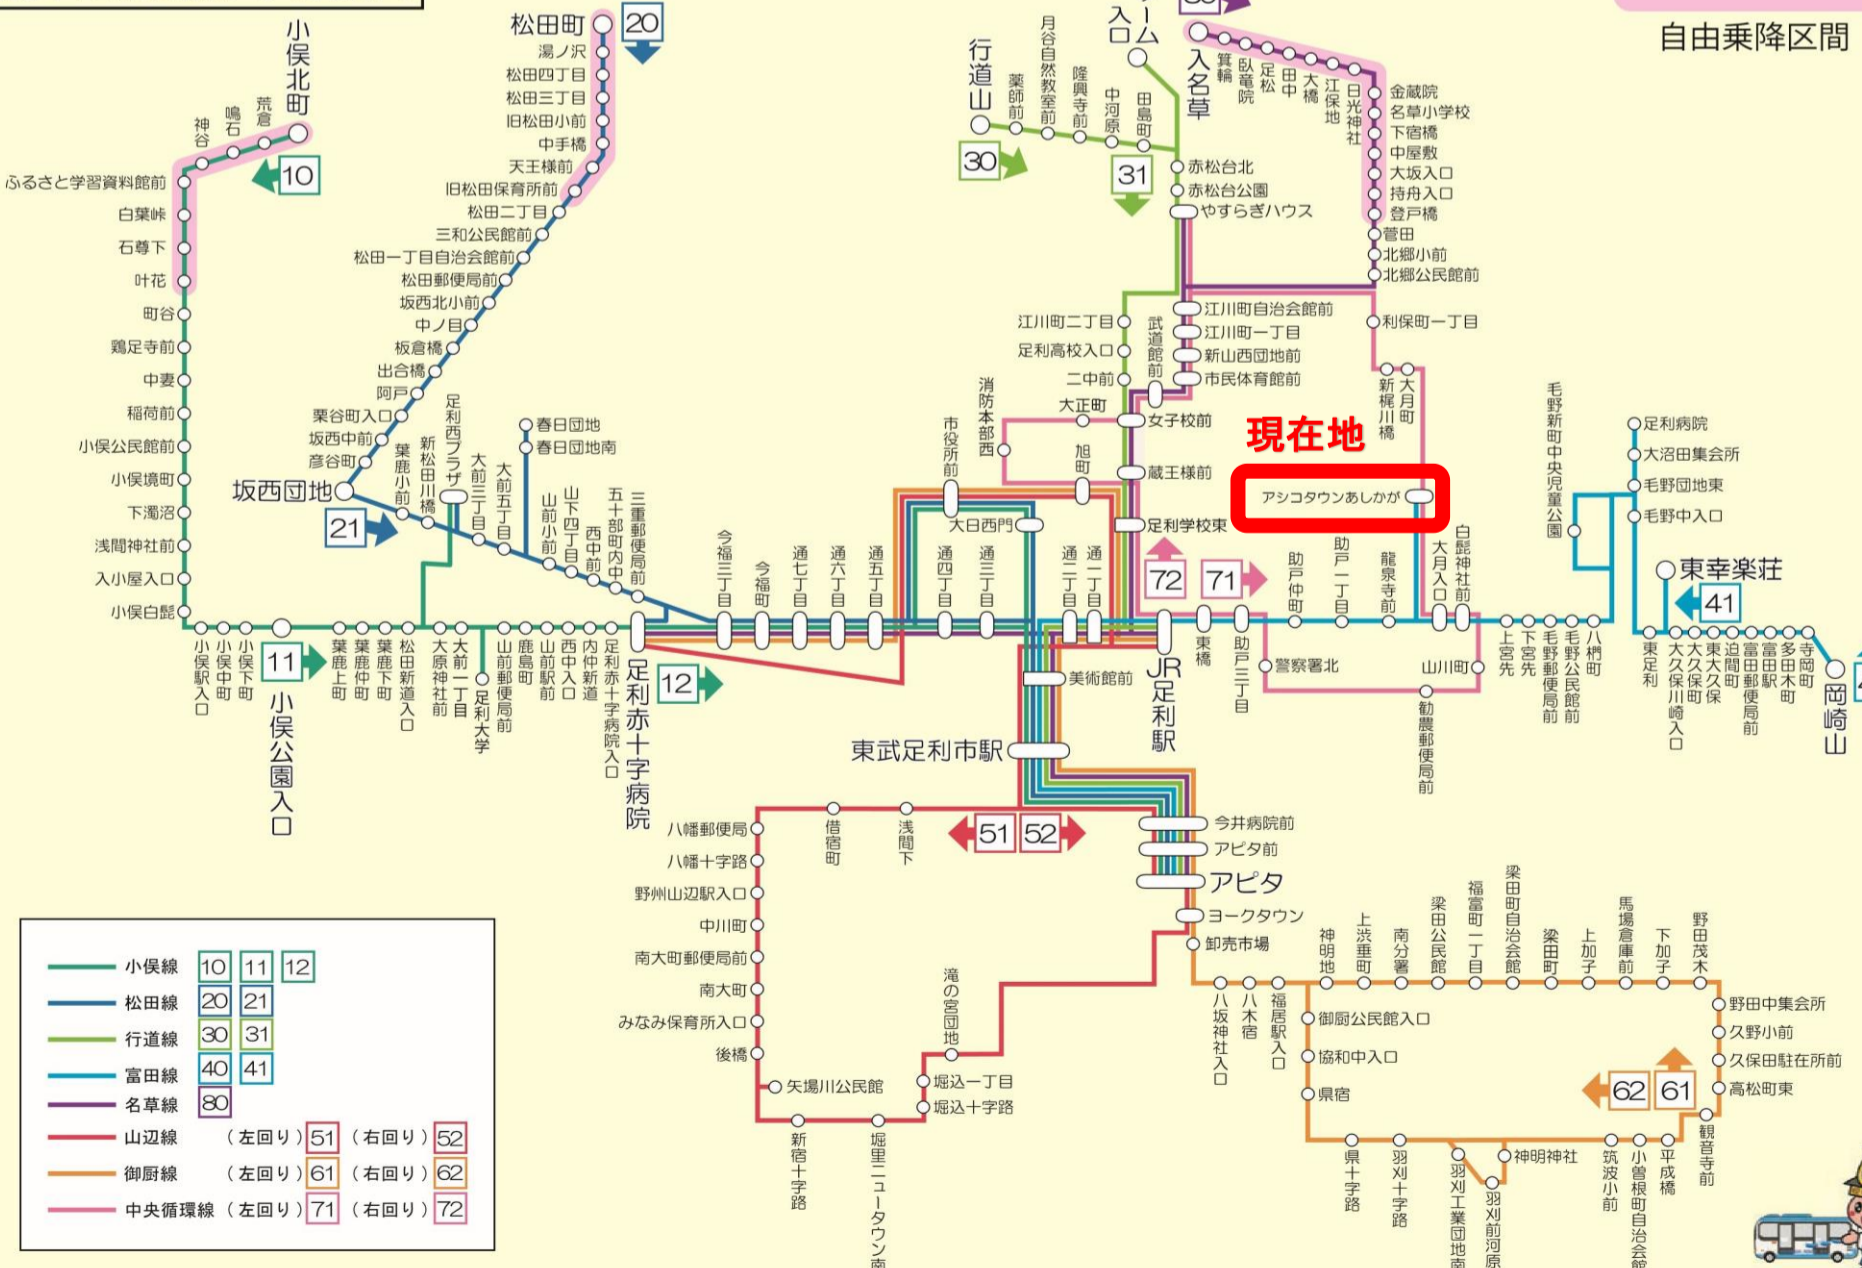 自由乗降区間
小俣北町
荒倉
鳴石
神谷
10
ふるさと学習資料館前
白葉峠
石尊下
叶花
町谷
鶏足寺前
中妻
稲荷前
小俣公民館前
小俣境町
下濁沼
浅間神社前
入小屋入口
小俣白髭
小俣駅入口
小俣中町
小俣下町
11
小俣公園入口
葉鹿上町
葉鹿仲町
葉鹿下町
松田新道入口
大原神社前
大前一丁目
足利大学
山前郵便局前
鹿島町
山前駅前
西中入口
内仲新道
足利赤十字病院入口
足利赤十字病院
12
松田町
20
湯ノ沢
松田四丁目
松田三丁目
旧松田小前
中手橋
天王様前
旧松田保育所前
松田二丁目
三和公民館前
松田一丁目自治会館前
松田郵便局前
坂西北小前
中ノ目
板倉橋
出合橋
阿戸
粟谷町入口
坂西中前
彦谷町
坂西団地
21
葉鹿小前
新松田川橋
足利西プラザ
大前三丁目
大前五丁目
春日団地
春日団地南
山前小前
山下四丁目
西中前
五十部町内中
三重郵便局前
今福三丁目
今福町
通七丁目
通六丁目
通五丁目
通四丁目
通三丁目
通二丁目
通一丁目
市役所前
大日西門
消防本部西
大正町
旭町
足利学校東
蔵王様前
女子校前
武道館前
行道山
30
薬師前
月谷自然教室前
隆興寺前
中河原
田島町
31
ーム
入口
赤松台北
赤松台公園
やすらぎハウス
江川町二丁目
足利高校入口
二中前
江川町自治会館前
江川町一丁目
新山西団地前
市民体育館前
入名草
箕輪
臥竜院
足松
田中
大橋
江保地
日光神社
金蔵院
名草小学校
下宿橋
中屋敷
大坂入口
持舟入口
登戸橋
菅田
北郷小前
北郷公民館前
利保町一丁目
新梶川橋
大月町
現在地
アシコタウンあしかが
72
71
JR足利駅
東橋
助戸三丁目
助戸仲町
助戸一丁目
龍泉寺前
大月入口
白髭神社前
警察署北
勧農郵便局前
山川町
上宮先
下宮先
毛野郵便局前
毛野公民館前
八椚町
毛野新町中央児童公園
足利病院
大沼田集会所
毛野団地東
毛野中入口
東幸楽荘
41
東足利
大久保川崎入口
大久保町
東大久保
迫間町
富田郵便局前
富田駅
多田木町
寺岡町
岡崎山
美術館前
東武足利市駅
51
52
今井病院前
アピタ前
アピタ
ヨークタウン
卸売市場
浅間下
借宿町
八幡郵便局
八幡十字路
野州山辺駅入口
中川町
南大町郵便局前
南大町
みなみ保育所入口
後橋
矢場川公民館
新宿十字路
堀里ニュータウン南
堀込十字路
堀込一丁目
滝の宮団地
八坂神社入口
八木宿
福居駅入口
神明地
上渋垂町
南分署
梁田公民館
福富町一丁目
梁田町自治会館
梁田町
上加子
馬場倉庫前
下加子
野田茂木
野田中集会所
久野小前
久保田駐在所前
高松町東
62
61
観音寺前
平成橋
小曽根町自治会館
筑波小前
神明神社
羽刈前河原
羽刈工業団地南
羽刈十字路
県十字路
県宿
協和中入口
御厨公民館入口
小俣線 10 11 12
松田線 20 21
行道線 30 31
富田線 40 41
名草線 80
山辺線 (左回り) 51 (右回り) 52
御厨線 (左回り) 61 (右回り) 62
中央循環線 (左回り) 71 (右回り) 72